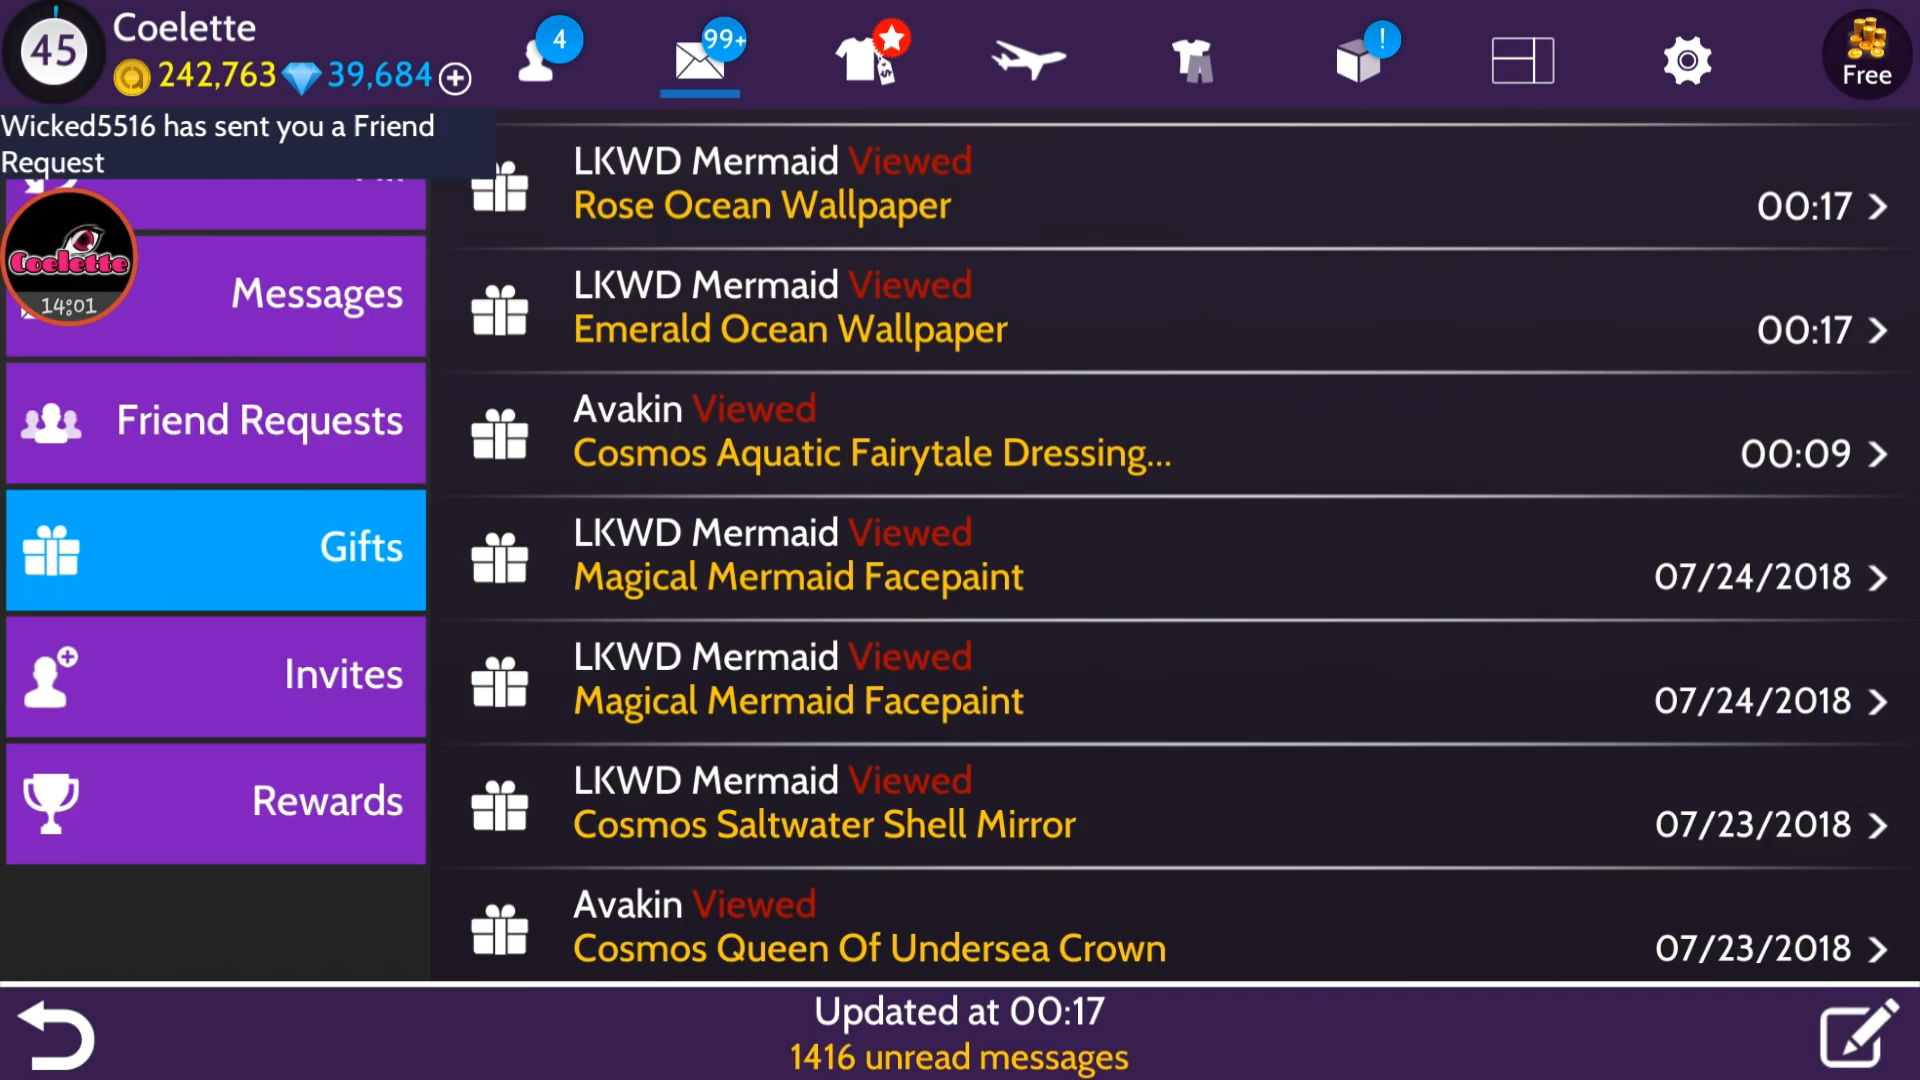 45
Coelette
242,763 39,684
4
99+
!
Free
Wicked5516 has sent you a Friend
Request
Coelette
14:01
Messages
Friend Requests
Gifts
Invites
Rewards
LKWD Mermaid Viewed
Rose Ocean Wallpaper
00:17
LKWD Mermaid Viewed
Emerald Ocean Wallpaper
00:17
Avakin Viewed
Cosmos Aquatic Fairytale Dressing...
00:09
LKWD Mermaid Viewed
Magical Mermaid Facepaint
07/24/2018
LKWD Mermaid Viewed
Magical Mermaid Facepaint
07/24/2018
LKWD Mermaid Viewed
Cosmos Saltwater Shell Mirror
07/23/2018
Avakin Viewed
Cosmos Queen Of Undersea Crown
07/23/2018
Updated at 00:17
1416 unread messages